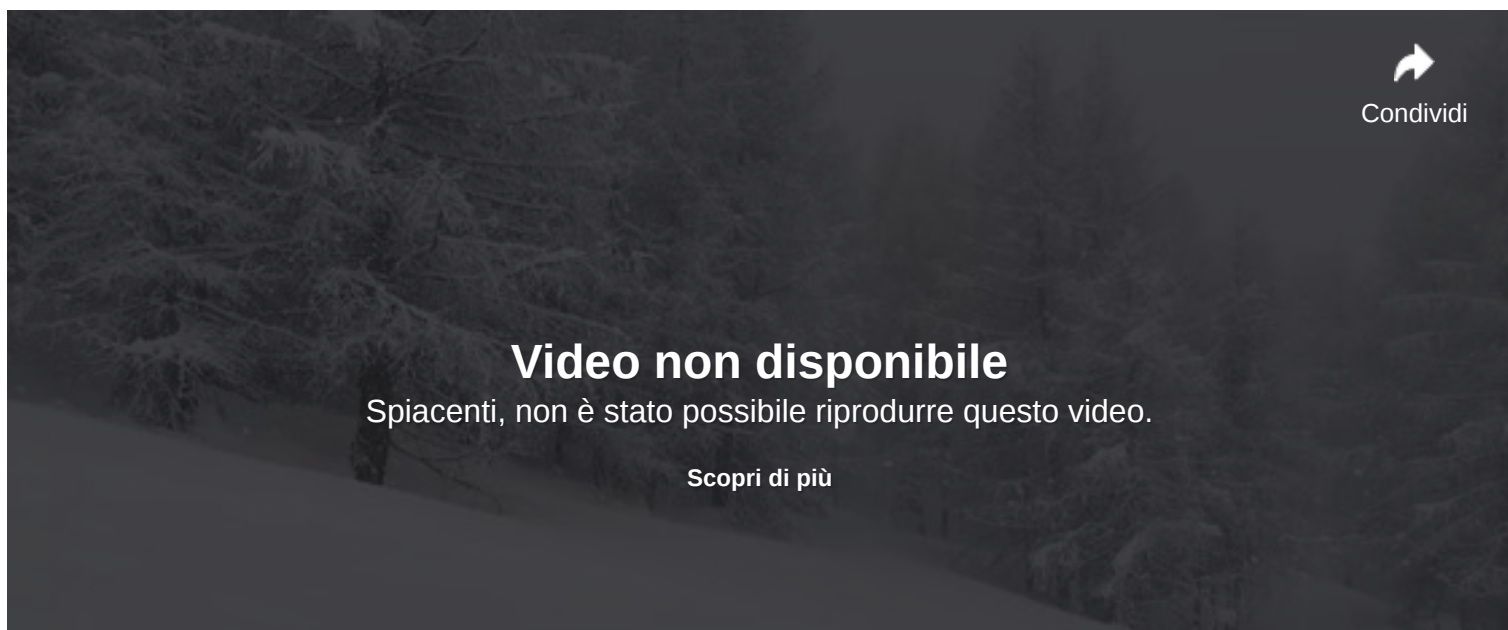 Condividi
Video non disponibile
Spiacenti, non è stato possibile riprodurre questo video.
Scopri di più